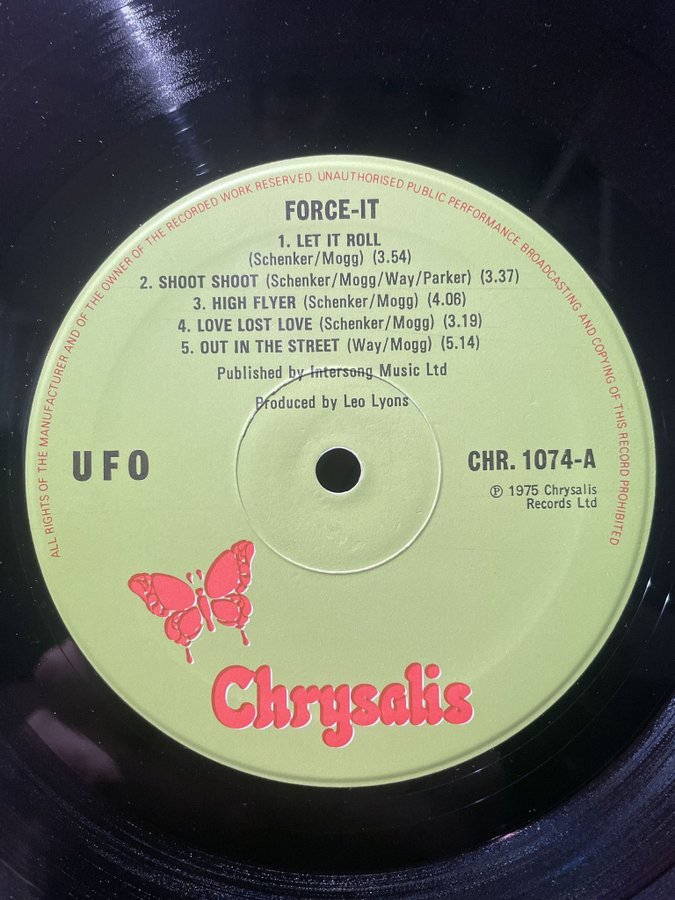 ALL RIGHTS OF THE MANUFACTURER AND OF THE OWNER OF THE RECORDED WORK RESERVED. UNAUTHORISED PUBLIC PERFORMANCE BROADCASTING AND COPYING OF THIS RECORD PROHIBITED
FORCE-IT
1. LET IT ROLL
(Schenker/Mogg) (3.54)
2. SHOOT SHOOT (Schenker/Mogg/Way/Parker) (3.37)
3. HIGH FLYER (Schenker/Mogg) (4.06)
4. LOVE LOST LOVE (Schenker/Mogg) (3.19)
5. OUT IN THE STREET (Way/Mogg) (5.14)
Published by Intersong Music Ltd
Produced by Leo Lyons
UFO
CHR. 1074-A
℗ 1975 Chrysalis
Records Ltd
Chrysalis